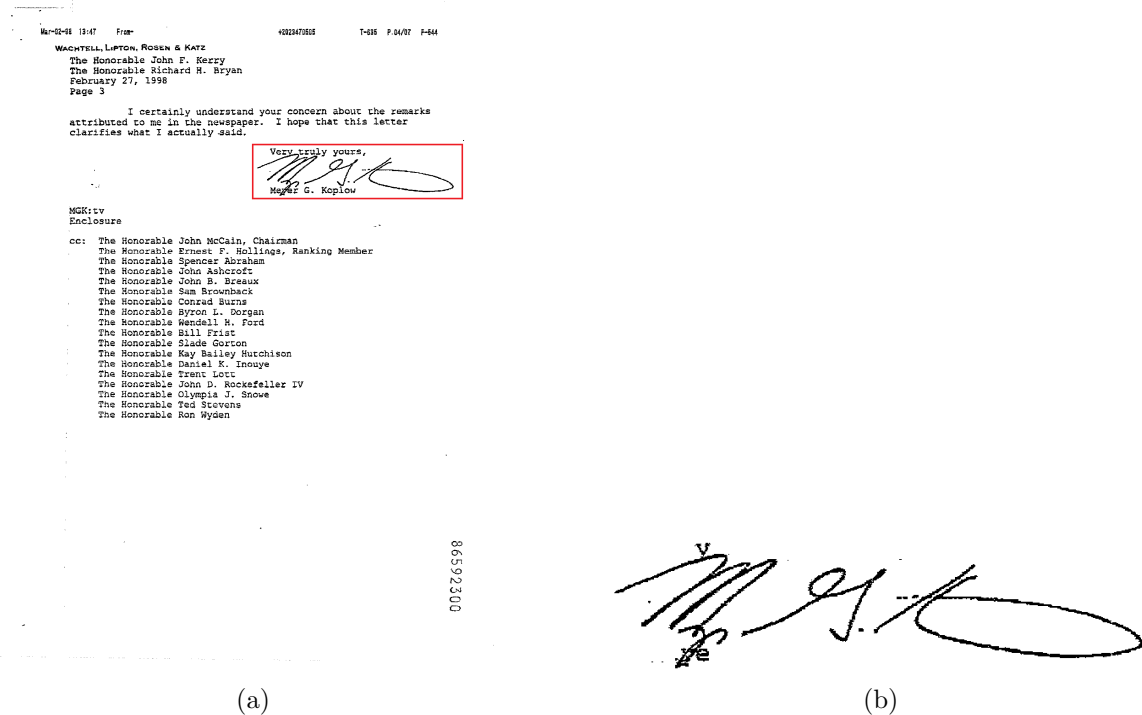 Mar-02-98 13:47 From- +2023470505 T-635 P.04/07 F-544
WACHTELL, LIPTON, ROSEN & KATZ
The Honorable John F. Kerry
The Honorable Richard H. Bryan
February 27, 1998
Page 3
I certainly understand your concern about the remarks
attributed to me in the newspaper. I hope that this letter
clarifies what I actually said.
Very truly yours,
Meyer G. Koplow
MGK:tv
Enclosure
cc: The Honorable John McCain, Chairman
The Honorable Ernest F. Hollings, Ranking Member
The Honorable Spencer Abraham
The Honorable John Ashcroft
The Honorable John B. Breaux
The Honorable Sam Brownback
The Honorable Conrad Burns
The Honorable Byron L. Dorgan
The Honorable Wendell H. Ford
The Honorable Bill Frist
The Honorable Slade Gorton
The Honorable Kay Bailey Hutchison
The Honorable Daniel K. Inouye
The Honorable Trent Lott
The Honorable John D. Rockefeller IV
The Honorable Olympia J. Snowe
The Honorable Ted Stevens
The Honorable Ron Wyden
86592300
(a)
(b)